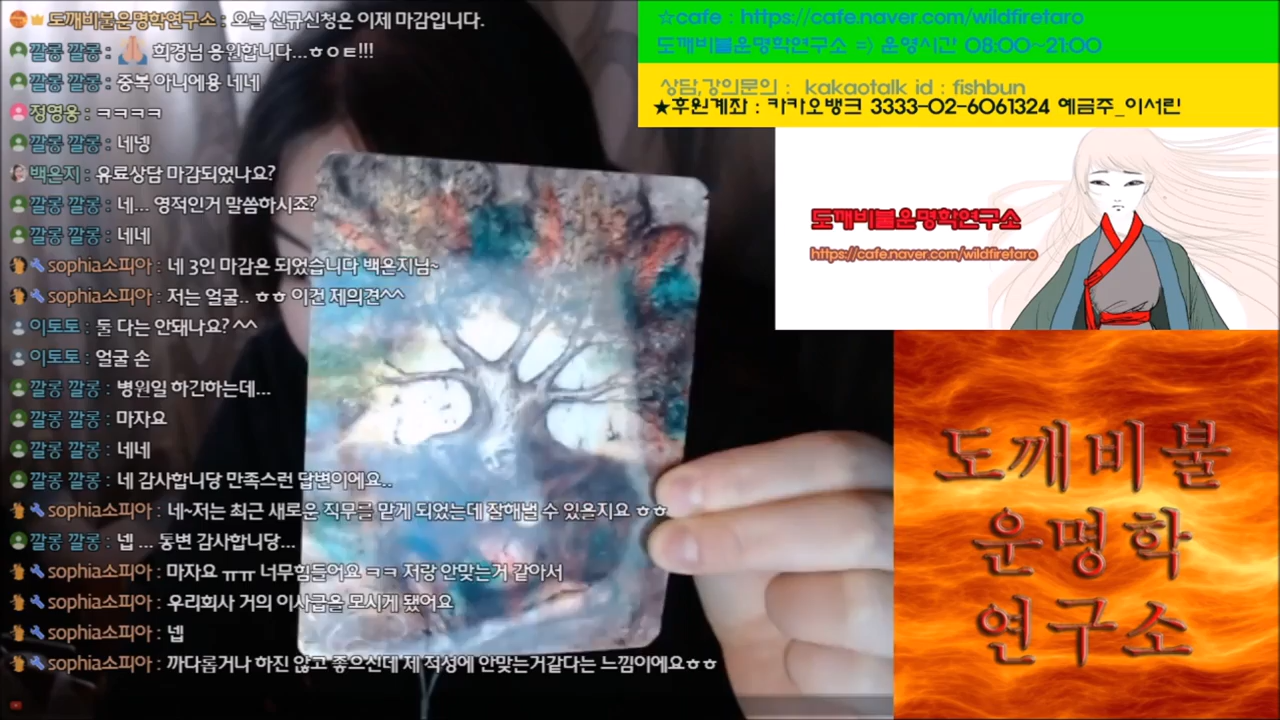 도깨비불운명학연구소 : 오늘 신규신청은 이제 마감입니다.
깔롱 깔롱 : 🙏🏻 희경님 응원합니다...ㅎㅇㅌ!!!
깔롱 깔롱 : 중복 아니에용 네네
정영웅 : ㅋㅋㅋㅋ
깔롱 깔롱 : 네넹
백은지 : 유료상담 마감되었나요?
깔롱 깔롱 : 네... 영적인거 말씀하시죠?
깔롱 깔롱 : 네네
sophia소피아 : 네 3인 마감은 되었습니다 백은지님~
sophia소피아 : 저는 얼굴.. ㅎㅎ 이건 제의견^^
이토토 : 둘 다는 안돼나요? ^^
이토토 : 얼굴 손
깔롱 깔롱 : 병원일 하긴하는데...
깔롱 깔롱 : 마자요
깔롱 깔롱 : 네네
깔롱 깔롱 : 네 감사합니당 만족스런 답변이에요..
sophia소피아 : 네~저는 최근 새로운 직무를 맡게 되었는데 잘해낼 수 있을지요 ㅎㅎ
깔롱 깔롱 : 넵 ... 통변 감사합니당...
sophia소피아 : 마자요 ㅠㅠ 너무힘들어요 ㅋㅋ 저랑 안맞는거 같아서
sophia소피아 : 우리회사 거의 이사급을 모시게 됐어요
sophia소피아 : 넵
sophia소피아 : 까다롭거나 하진 않고 좋으신데 제 적성에 안맞는거같다는 느낌이에요ㅎㅎ
☆cafe : https://cafe.naver.com/wildfiretaro
도깨비불운명학연구소 => 운영시간 08:00~21:00
상담,강의문의 : kakaotalk id : fishbun
★후원계좌 : 카카오뱅크 3333-02-6061324 예금주_이서린
도깨비불운명학연구소
https://cafe.naver.com/wildfiretaro
도깨비불
운명학
연구소